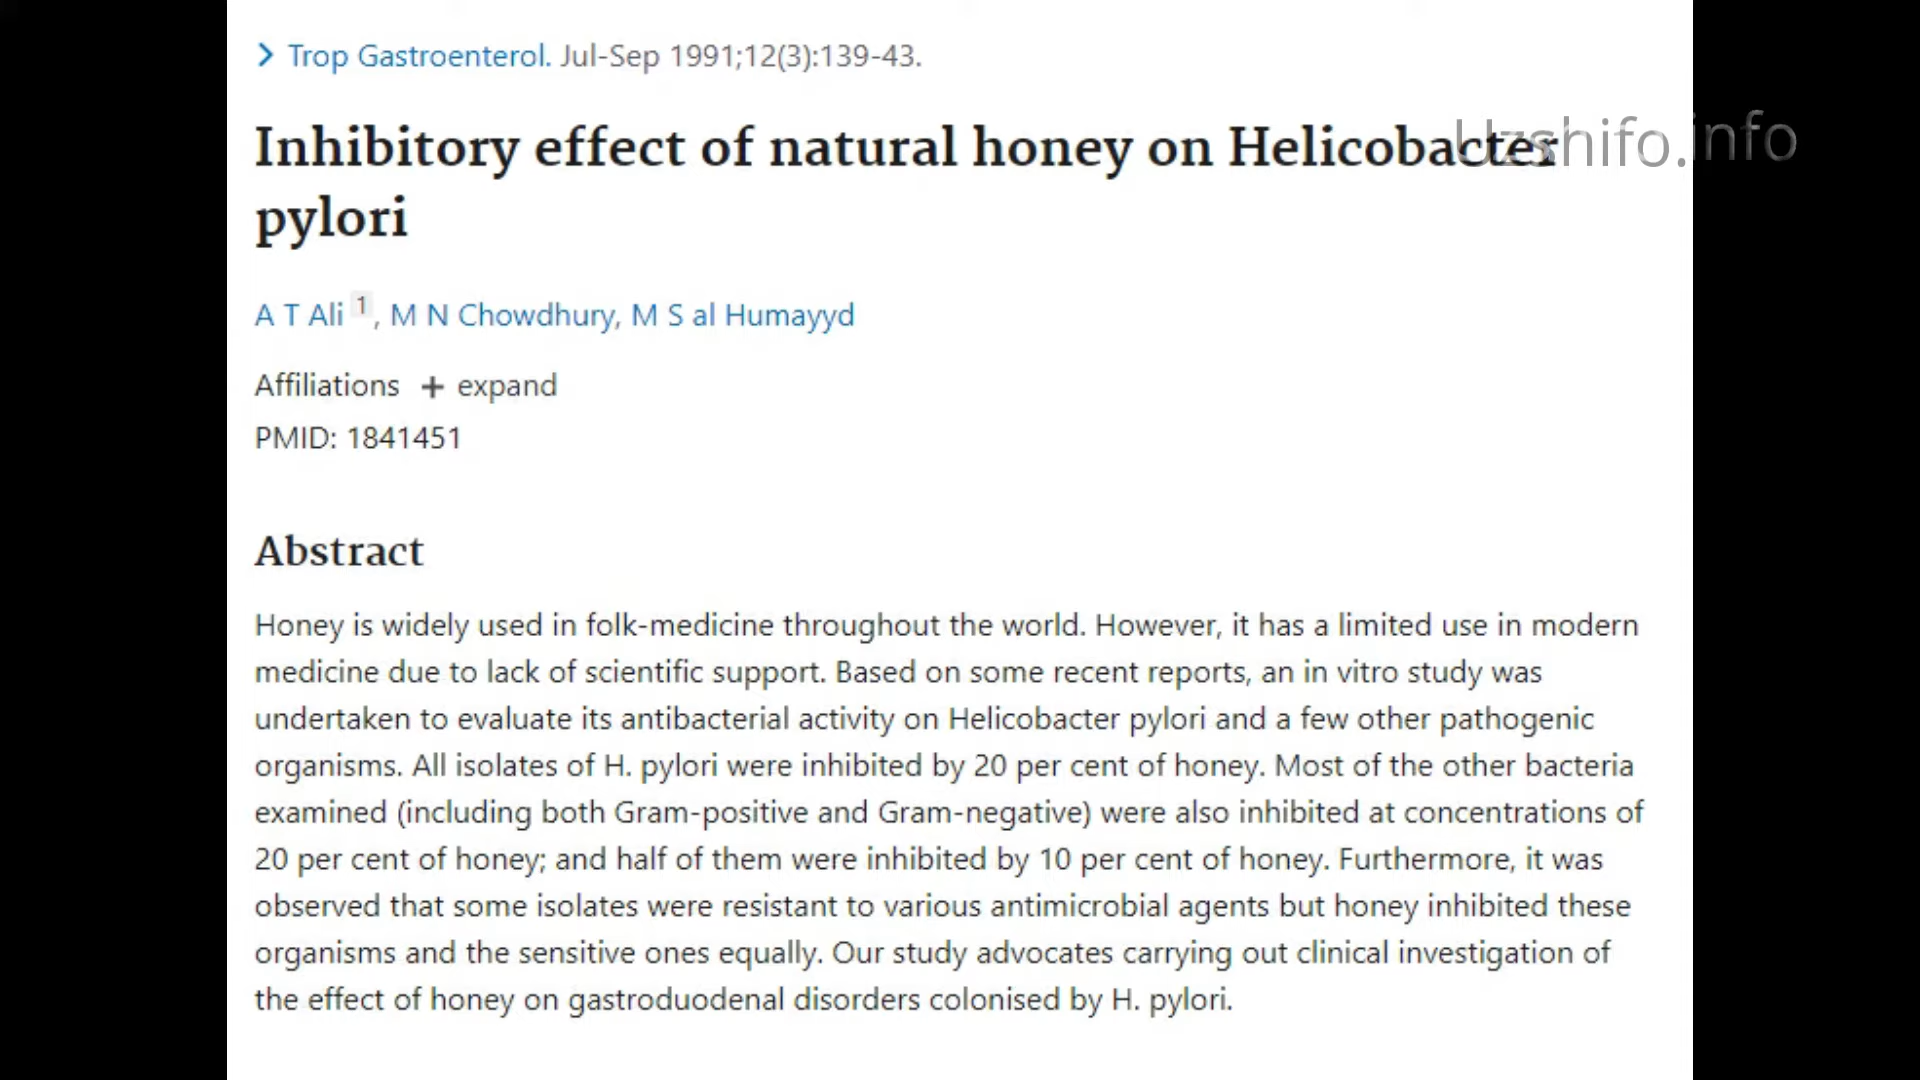 Trop Gastroenterol. Jul-Sep 1991;12(3):139-43.
Inhibitory effect of natural honey on Helicobacter
pylori
Uzshifo.info
A T Ali 1, M N Chowdhury, M S al Humayyd
Affiliations + expand
PMID: 1841451
Abstract
Honey is widely used in folk-medicine throughout the world. However, it has a limited use in modern
medicine due to lack of scientific support. Based on some recent reports, an in vitro study was
undertaken to evaluate its antibacterial activity on Helicobacter pylori and a few other pathogenic
organisms. All isolates of H. pylori were inhibited by 20 per cent of honey. Most of the other bacteria
examined (including both Gram-positive and Gram-negative) were also inhibited at concentrations of
20 per cent of honey; and half of them were inhibited by 10 per cent of honey. Furthermore, it was
observed that some isolates were resistant to various antimicrobial agents but honey inhibited these
organisms and the sensitive ones equally. Our study advocates carrying out clinical investigation of
the effect of honey on gastroduodenal disorders colonised by H. pylori.